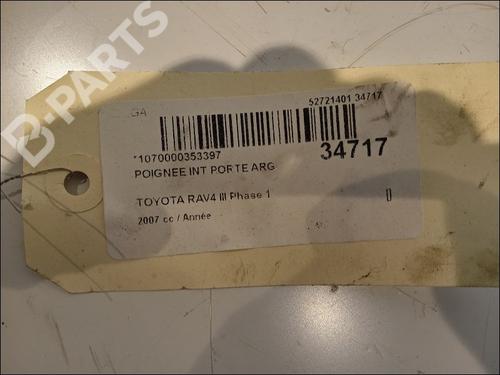 B-PARTS
GA
52721401 34717
*1070000353397
34717
POIGNEE INT PORTE ARG
TOYOTA RAV4 III Phase 1
D
2007 cc / Année